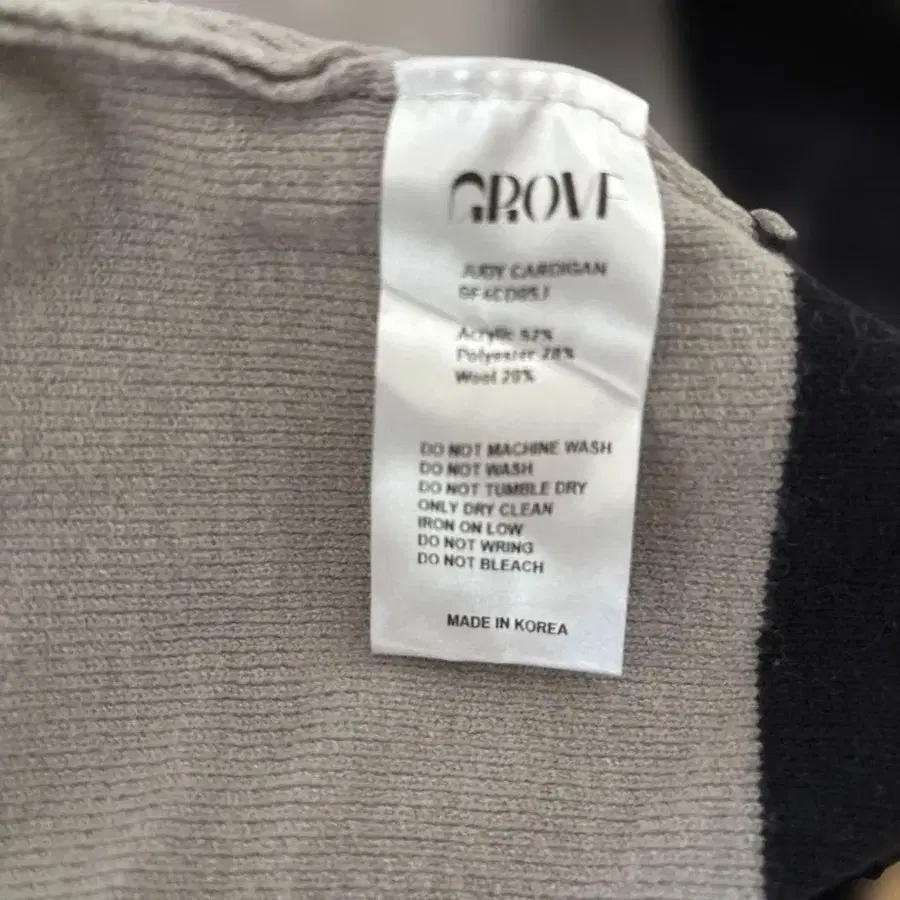 GROVE
JUDY CARDIGAN
Acrylic 52%
Polyester 28%
Wool 20%
DO NOT MACHINE WASH
DO NOT WASH
DO NOT TUMBLE DRY
ONLY DRY CLEAN
IRON ON LOW
DO NOT WRING
DO NOT BLEACH
MADE IN KOREA